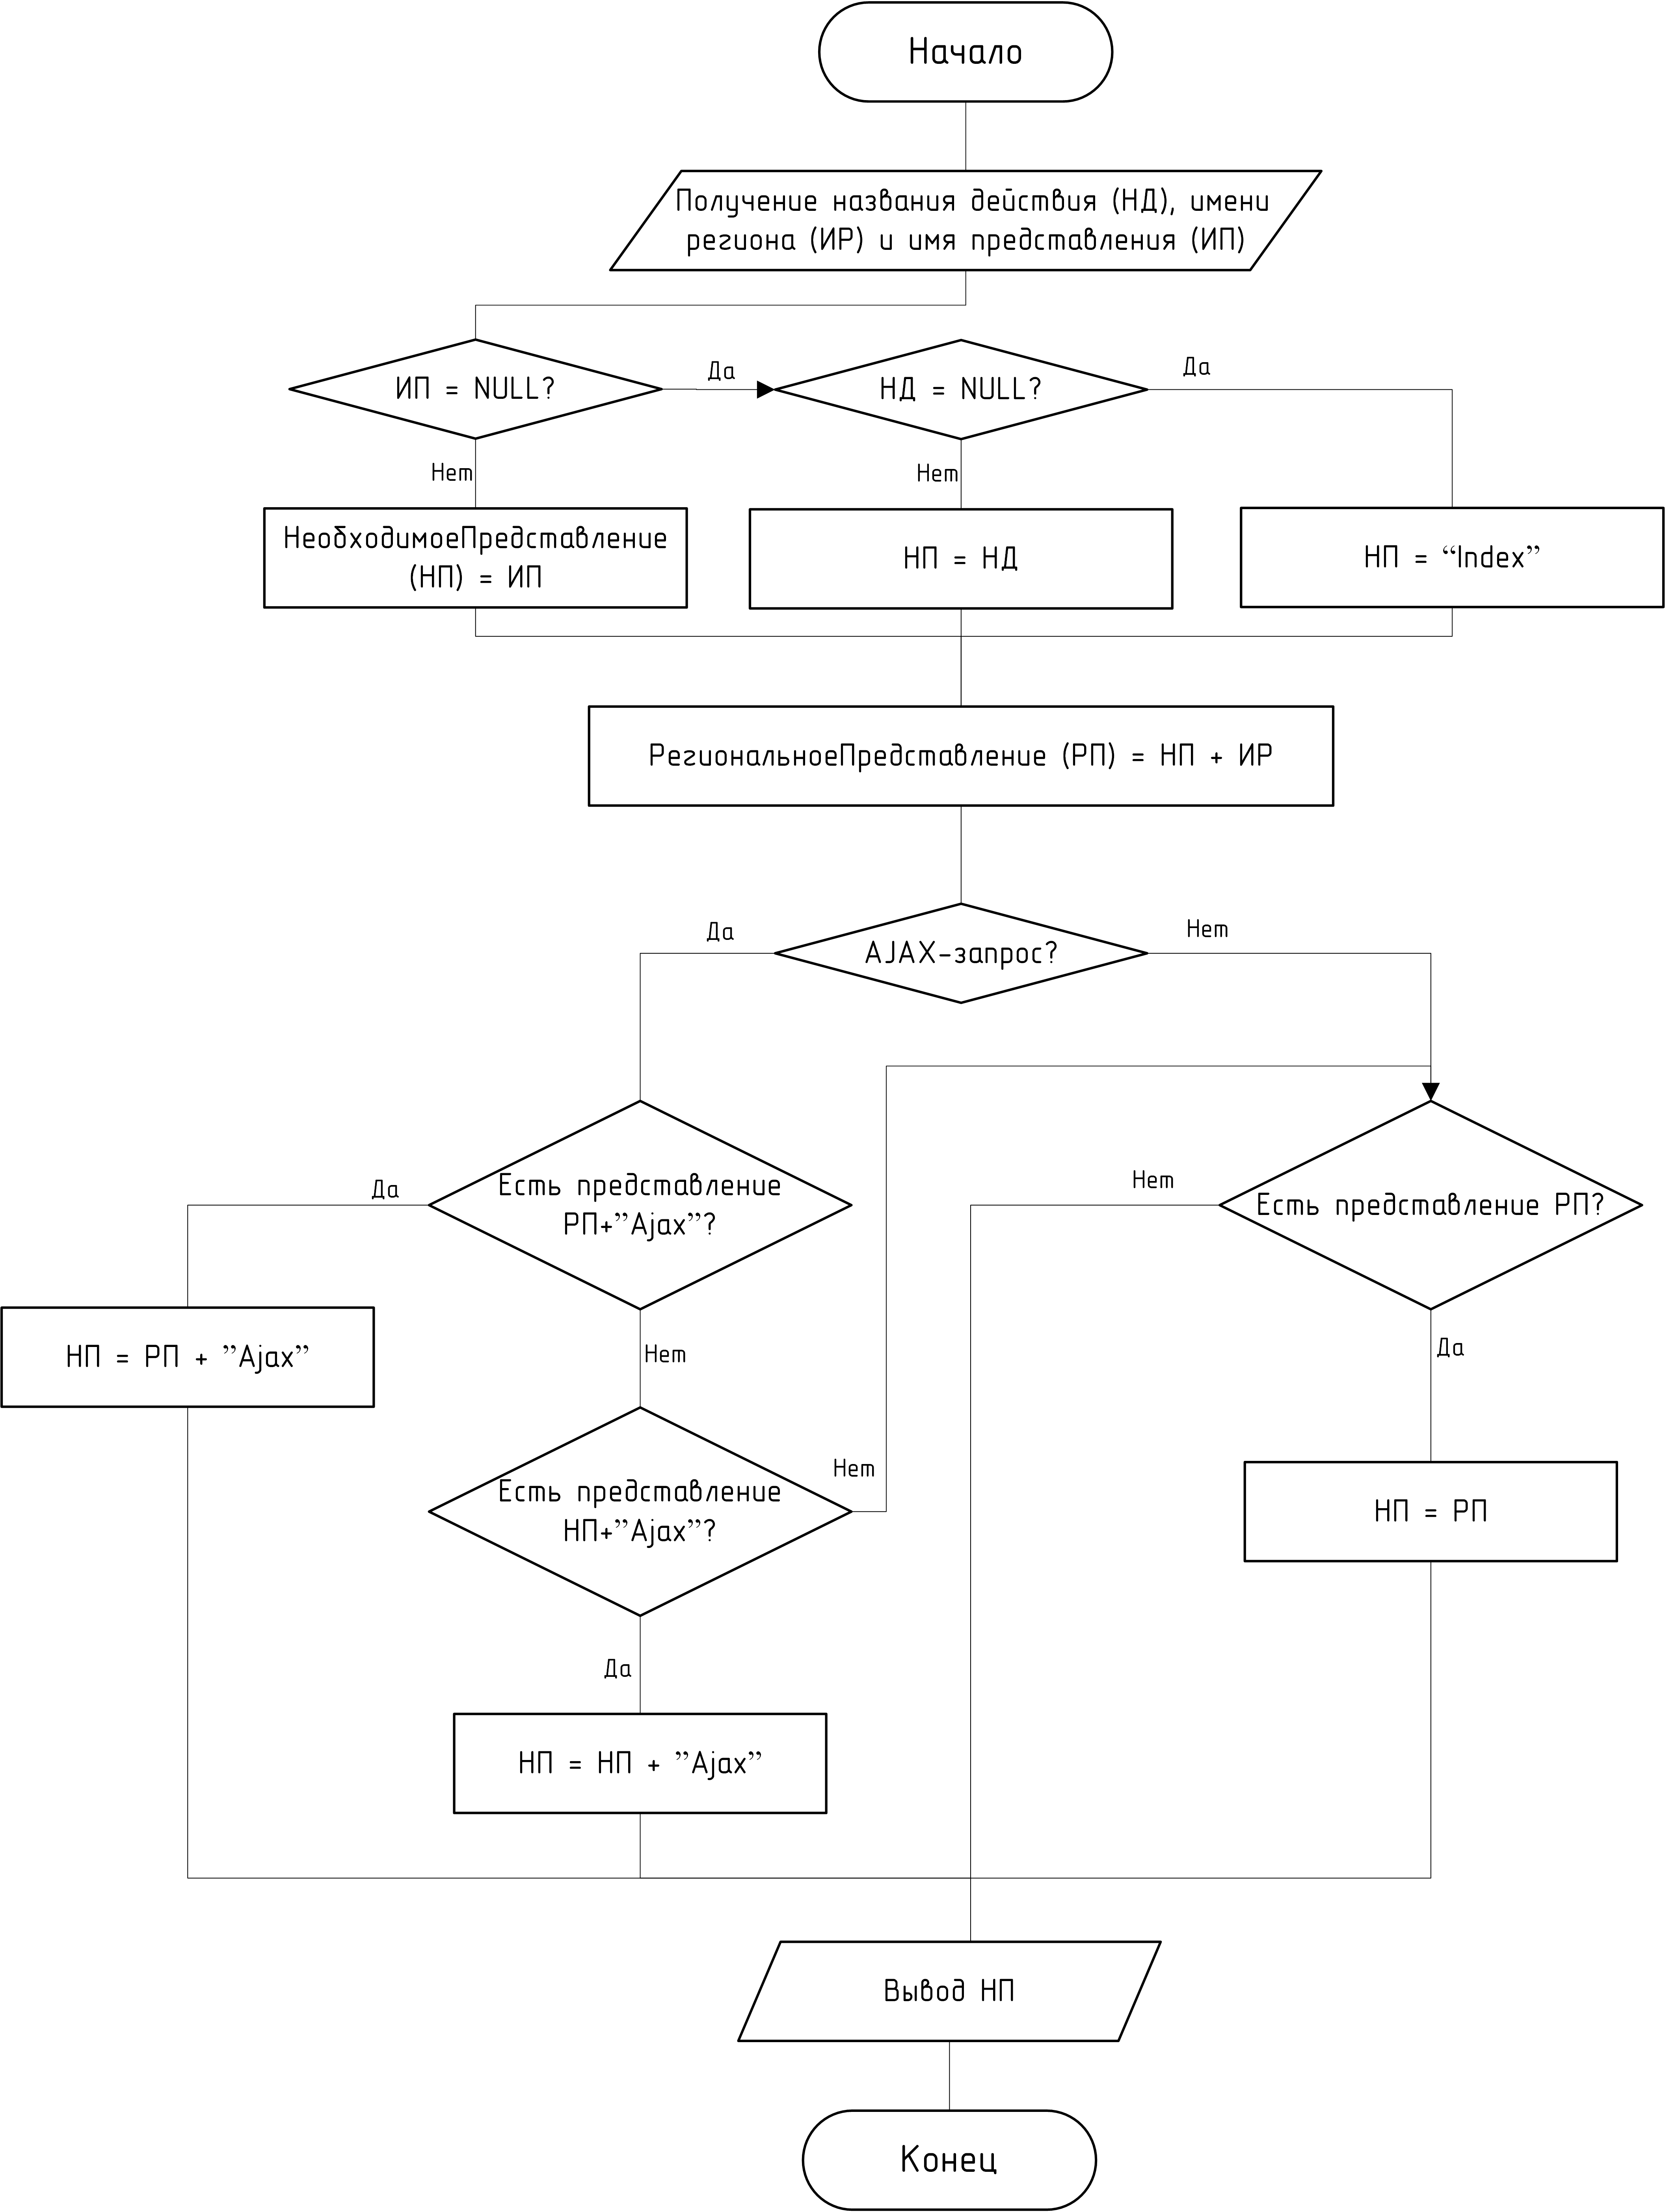 Начало
Получение названия действия (НД), имени
региона (ИР) и имя представления (ИП)
ИП = NULL?
Да
НД = NULL?
Да
Нет
Нет
НеобходимоеПредставление
(НП) = ИП
НП = НД
НП = “Index”
РегиональноеПредставление (РП) = НП + ИР
Да
AJAX-запрос?
Нет
Да
Есть представление
РП+”Ajax”?
Нет
Есть представление РП?
НП = РП + ”Ajax”
Нет
Да
Есть представление
НП+”Ajax”?
Нет
НП = РП
Да
НП = НП + ”Ajax”
Вывод НП
Конец